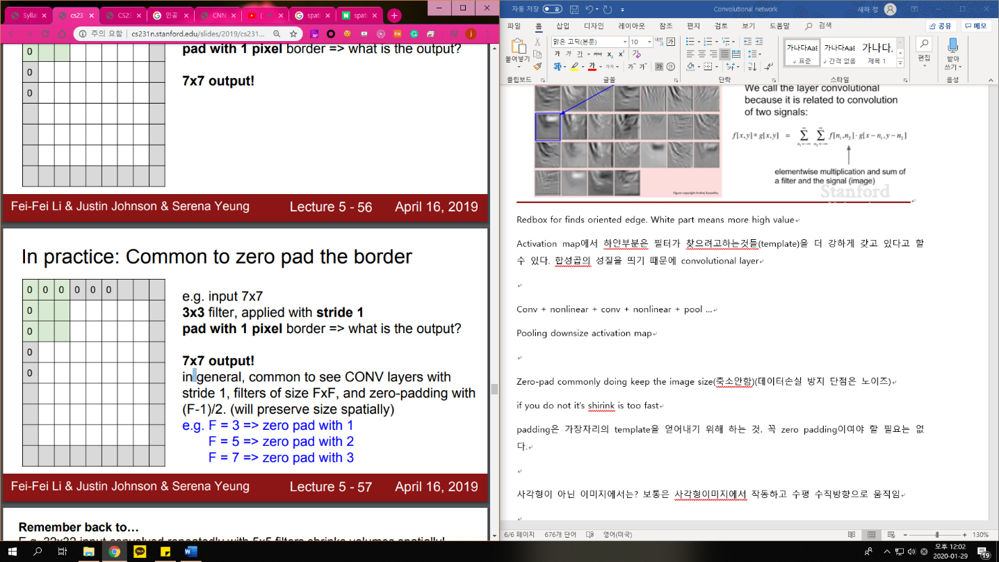 Syllal
cs23
CS23
인공
CNN
(
spati
spati
주의 요함 | cs231n.stanford.edu/slides/2019/cs231...
j
0
0
0
pad with 1 pixel border => what is the output?
7x7 output!
Fei-Fei Li & Justin Johnson & Serena Yeung
Lecture 5 - 56
April 16, 2019
In practice: Common to zero pad the border
0 0 0 0 0 0
0
0
0
0
e.g. input 7x7
3x3 filter, applied with stride 1
pad with 1 pixel border => what is the output?
7x7 output!
in general, common to see CONV layers with
stride 1, filters of size FxF, and zero-padding with
(F-1)/2. (will preserve size spatially)
e.g. F = 3 => zero pad with 1
F = 5 => zero pad with 2
F = 7 => zero pad with 3
Fei-Fei Li & Justin Johnson & Serena Yeung
Lecture 5 - 57
April 16, 2019
Remember back to…
E.g. 32x32 input convolved repeatedly with 5x5 filters shrinks volumes spatially!
자동 저장
Convolutional network
새하 정
파일 홈 삽입 디자인 레이아웃 참조 편지 검토 보기 도움말 검색
공유
메모
붙여넣기
맑은 고딕(본문)
10
가나다AaB
가나다AaB
가나다,
표준
간격 없음
제목 1
편집
받아
쓰기
클립보드
글꼴
단락
스타일
음성
We call the layer convolutional
because it is related to convolution
of two signals:
f[x,y] * g[x,y] = ∑ ∑ f[n₁,n₂]·g[x−n₁,y−n₂]
elementwise multiplication and sum of
a filter and the signal (image)
Figure copyright Andrej Karpathy.
Stanford
Redbox for finds oriented edge. White part means more high value
Activation map에서 하얀부분은 필터가 찾으려고하는것들(template)을 더 강하게 갖고 있다고 할
수 있다. 합성곱의 성질을 띄기 때문에 convolutional layer
Conv + nonlinear + conv + nonlinear + pool …
Pooling downsize activation map
Zero-pad commonly doing keep the image size(축소안함)(데이터손실 방지 단점은 노이즈)
if you do not it's shirink is too fast
padding은 가장자리의 template을 얻어내기 위해 하는 것. 꼭 zero padding이여야 할 필요는 없
다.
사각형이 아닌 이미지에서는? 보통은 사각형이미지에서 작동하고 수평 수직방향으로 움직임
6/6 페이지
676개 단어
영어(미국)
130%
TALK
오후 12:02
2020-01-29
19